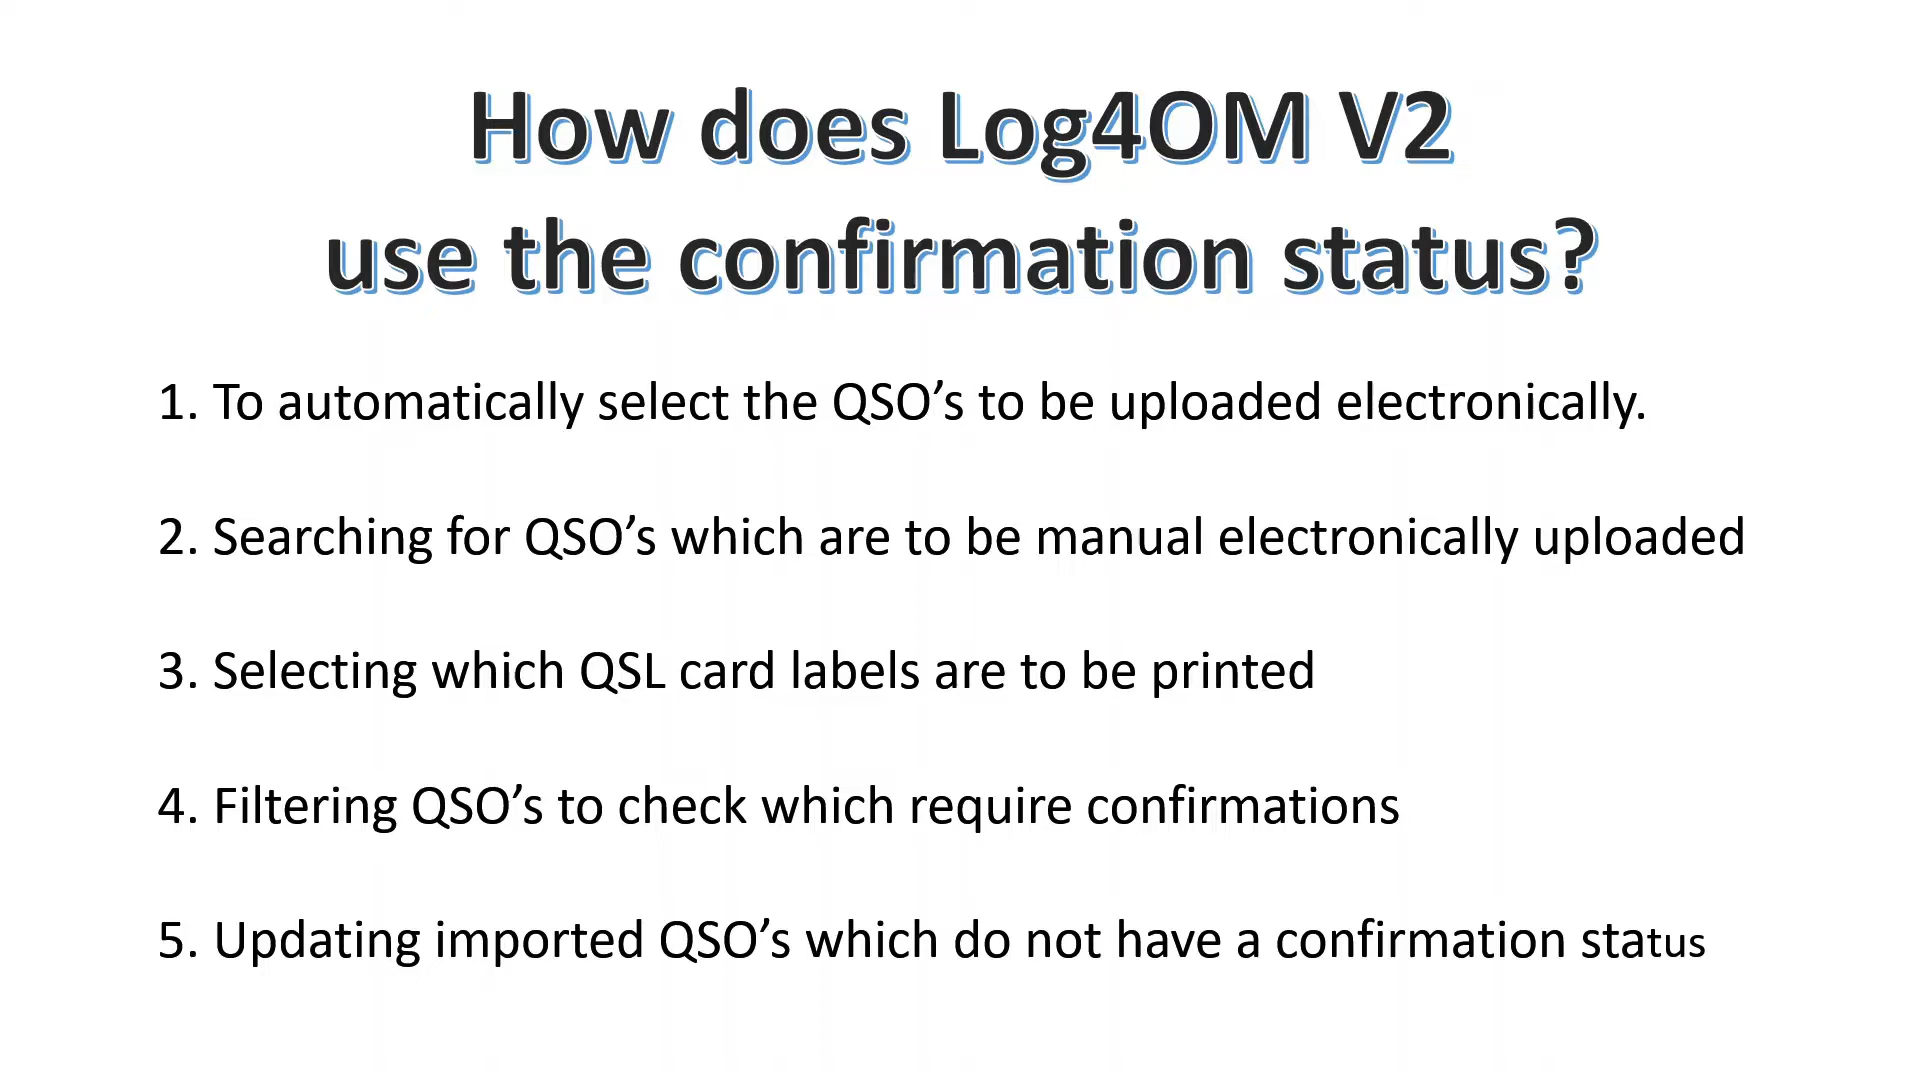 How does Log4OM V2
use the confirmation status?
1. To automatically select the QSO’s to be uploaded electronically.
2. Searching for QSO’s which are to be manual electronically uploaded
3. Selecting which QSL card labels are to be printed
4. Filtering QSO’s to check which require confirmations
5. Updating imported QSO’s which do not have a confirmation status